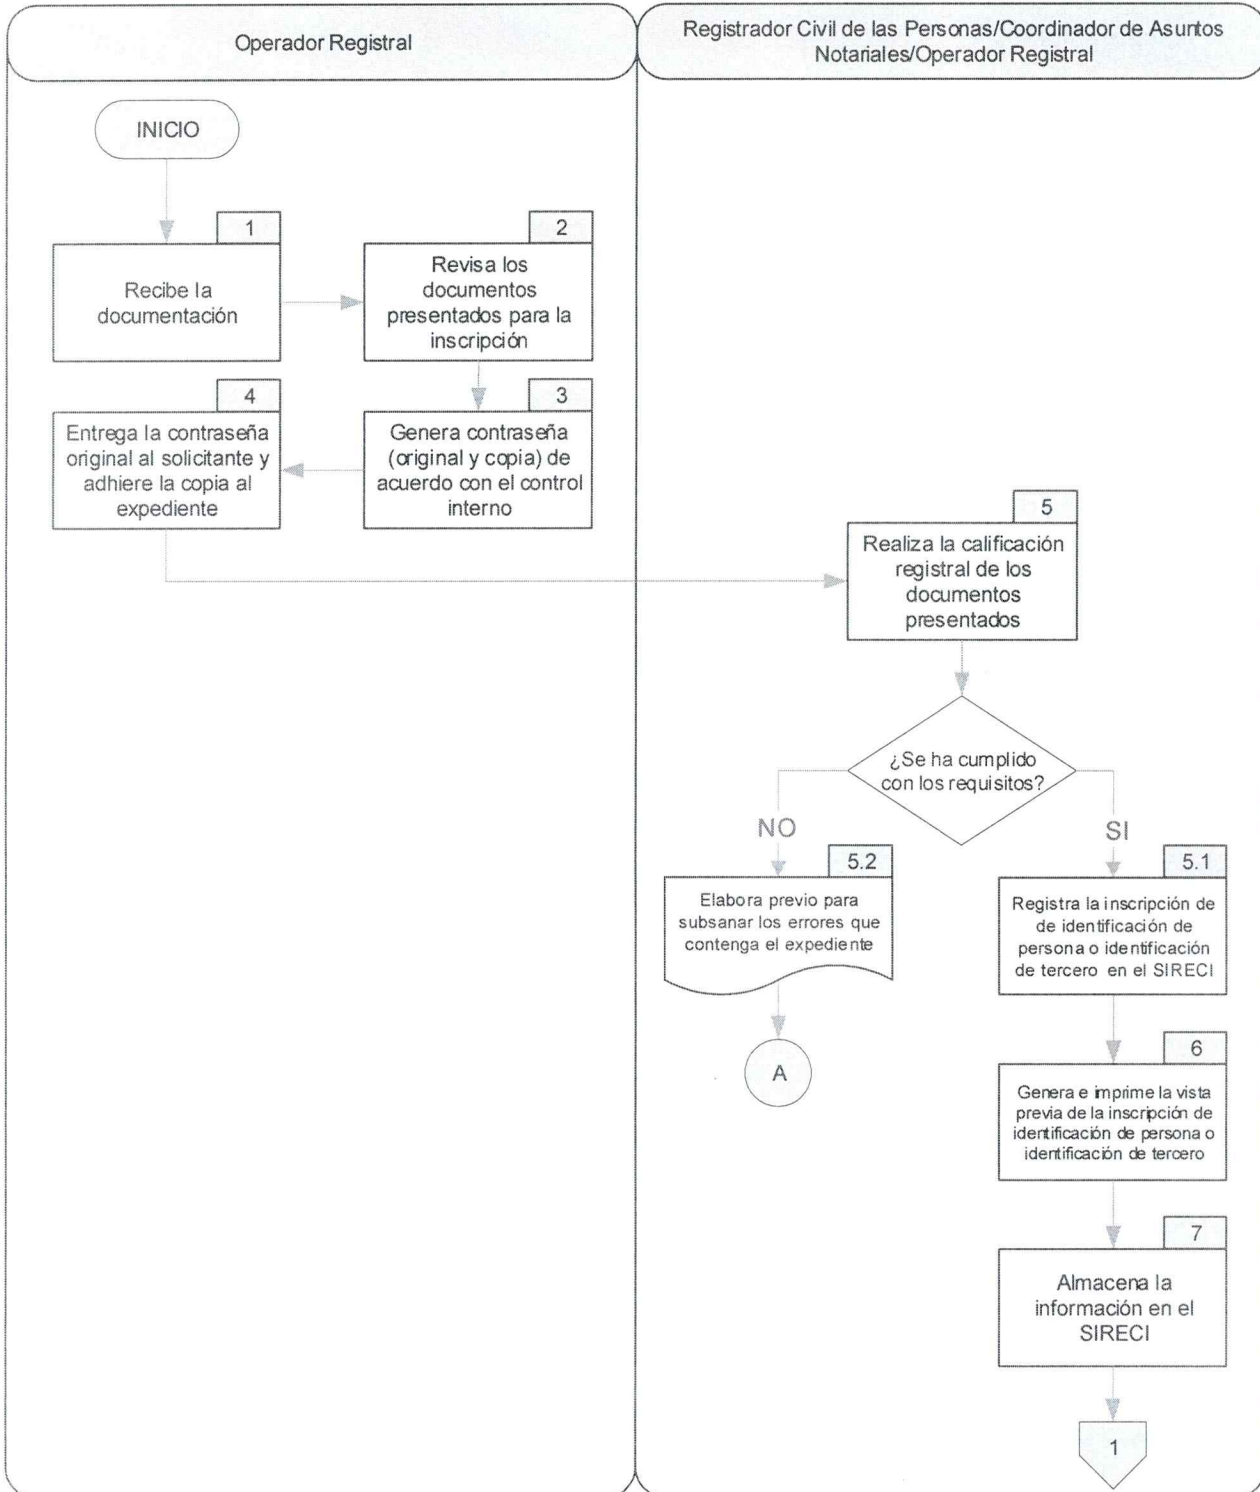 Operador Registral
Registrador Civil de las Personas/Coordinador de Asuntos
Notariales/Operador Registral
INICIO
1
Recibe la
documentación
2
Revisa los
documentos
presentados para la
inscripción
3
Genera contraseña
(original y copia) de
acuerdo con el control
interno
4
Entrega la contraseña
original al solicitante y
adhiere la copia al
expediente
5
Realiza la calificación
registral de los
documentos
presentados
¿Se ha cumplido
con los requisitos?
NO
SI
5.2
Elabora previo para
subsanar los errores que
contenga el expediente
A
5.1
Registra la inscripción de
de identificación de
persona o identificación
de tercero en el SIRECI
6
Genera e imprime la vista
previa de la inscripción de
identificación de persona o
identificación de tercero
7
Almacena la
información en el
SIRECI
1